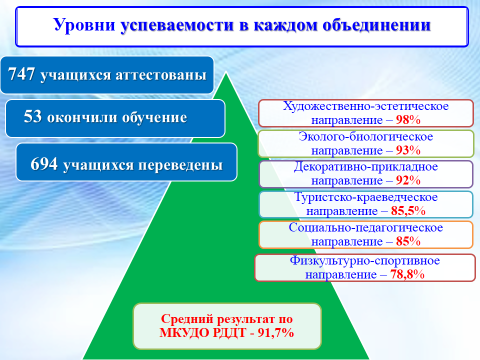 Уровни успеваемости в каждом объединении
747 учащихся аттестованы
53 окончили обучение
694 учащихся переведены
Художественно-эстетическое
направление – 98%
Эколого-биологическое
направление – 93%
Декоративно-прикладное
направление – 92%
Туристско-краеведческое
направление – 85,5%
Социально-педагогическое
направление – 85%
Физкультурно-спортивное
направление – 78,8%
Средний результат по
МКУДО РДДТ - 91,7%